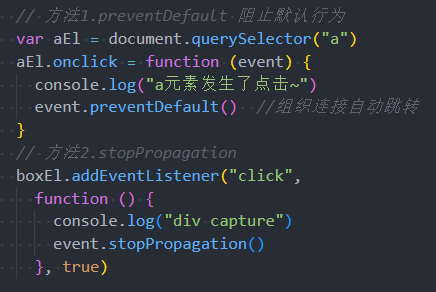 // 方法1.preventDefault 阻止默认行为
var aEl = document.querySelector("a")
aEl.onclick = function (event) {
  console.log("a元素发生了点击~")
  event.preventDefault()  //组织连接自动跳转
}
// 方法2.stopPropagation
boxEl.addEventListener("click",
  function () {
    console.log("div capture")
    event.stopPropagation()
  }, true)